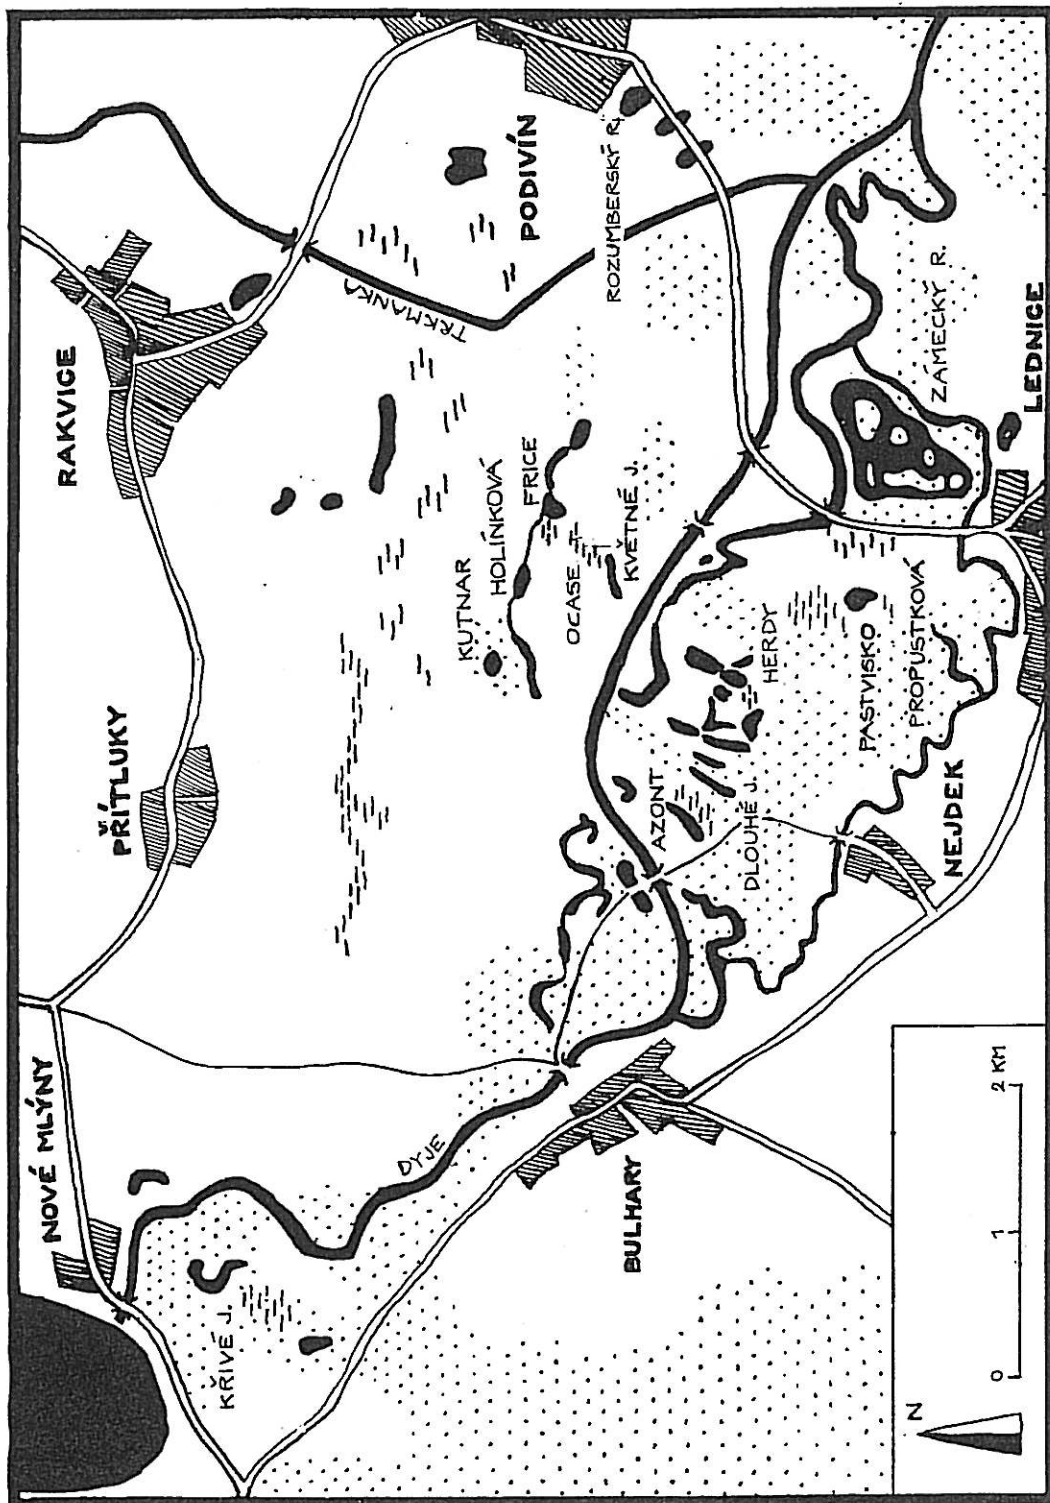 NOVÉ MLÝNY
PŘÍTLUKY
RAKVICE
KŘIVÉ J.
TRKMANKA
DYJE
KUTNAR
HOLÍNKOVÁ
FRICE
PODIVÍN
OCASE
ROZUMBERSKÝ R.
KVĚTNÉ J.
BULHARY
AZONT
DLOUHÉ J.
HERDY
PASTVISKO
PROPUSTKOVÁ
ZÁMECKÝ R.
NEJDEK
LEDNICE
N
0 1 2 KM